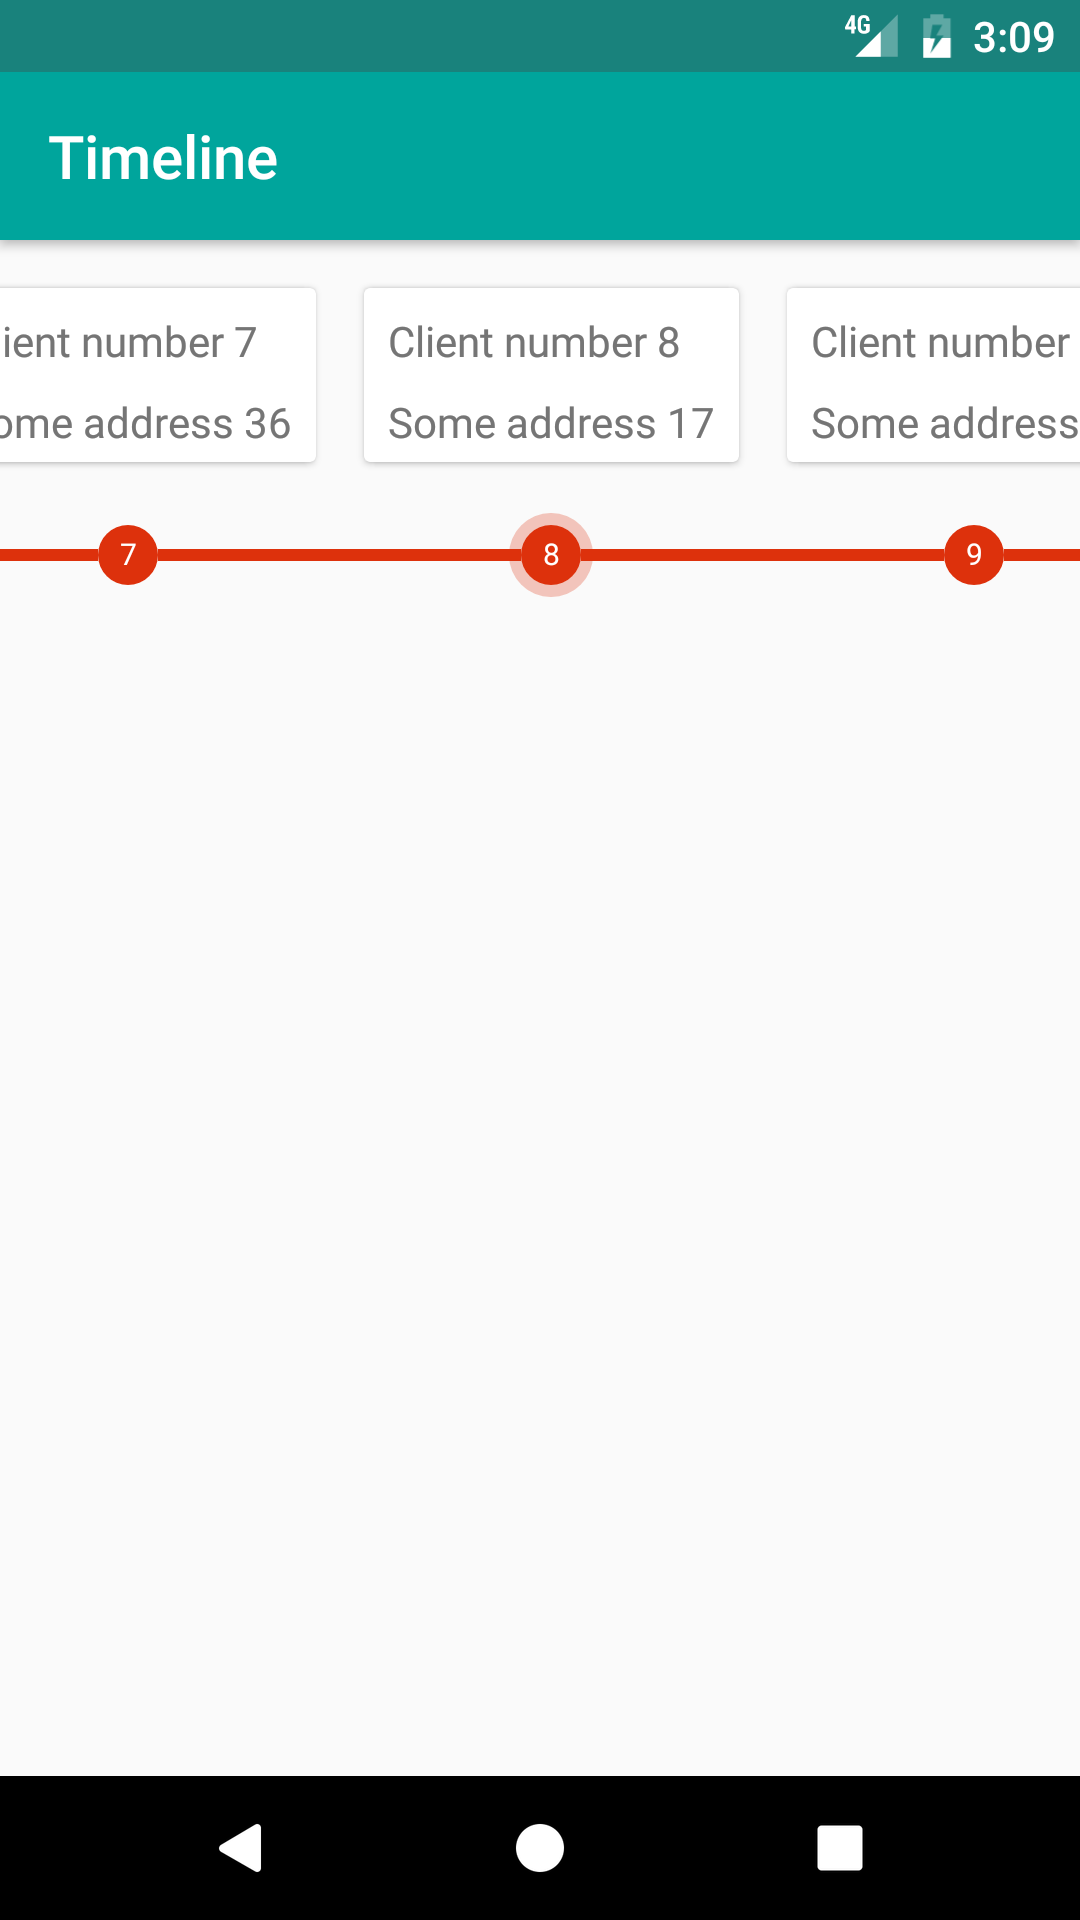 4G 3:09
Timeline
ient number 7
Client number 8
Client number
ome address 36
Some address 17
Some address
7
8
9